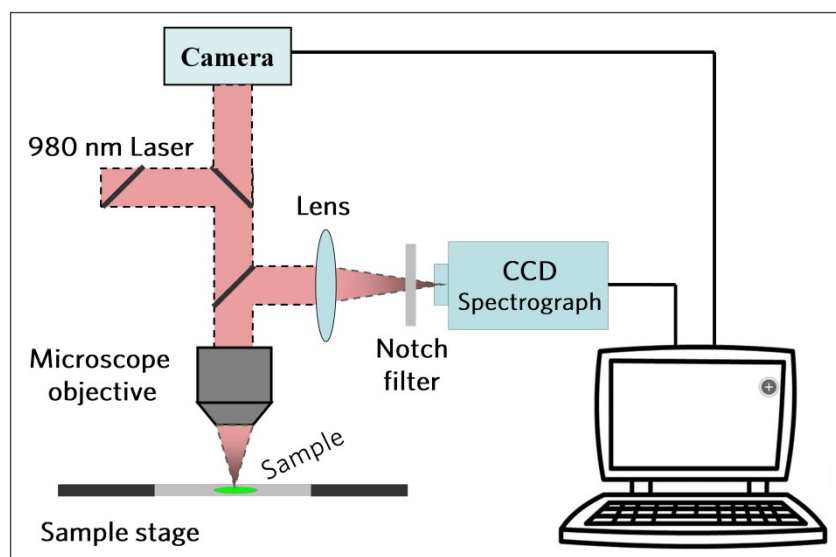 Camera
980 nm Laser
Lens
CCD
Spectrograph
Notch
filter
Microscope
objective
Sample
Sample stage